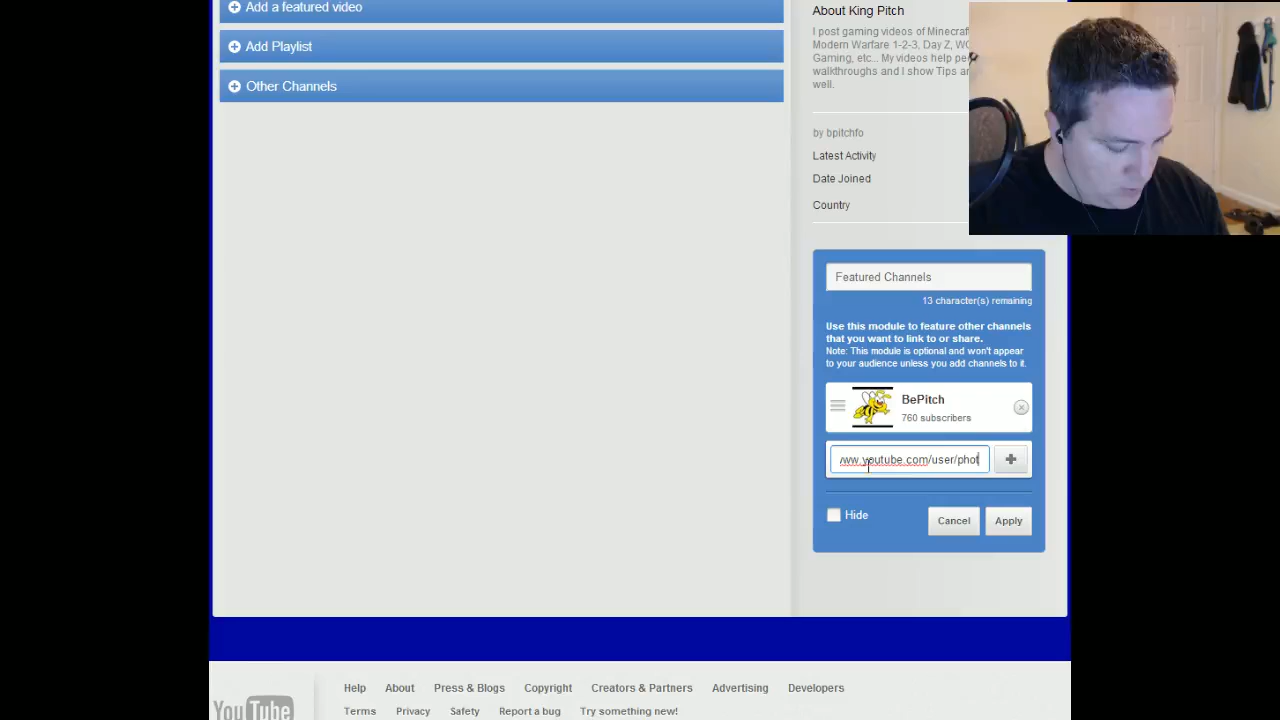 Add a featured video
Add Playlist
Other Channels
About King Pitch
I post gaming videos of Minecraft
Modern Warfare 1-2-3, Day Z,
Gaming, etc... My videos help
walkthroughs and I show Tips
well.
by bpitchfo
Latest Activity
Date Joined
Country
Featured Channels
13 character(s) remaining
Use this module to feature other channels
that you want to link to or share.
Note: This module is optional and won't appear
to your audience unless you add channels to it.
BePitch
760 subscribers
www.youtube.com/user/phot
Hide
Cancel
Apply
Help About Press & Blogs Copyright Creators & Partners Advertising Developers
Terms Privacy Safety Report a bug Try something new!
YouTube